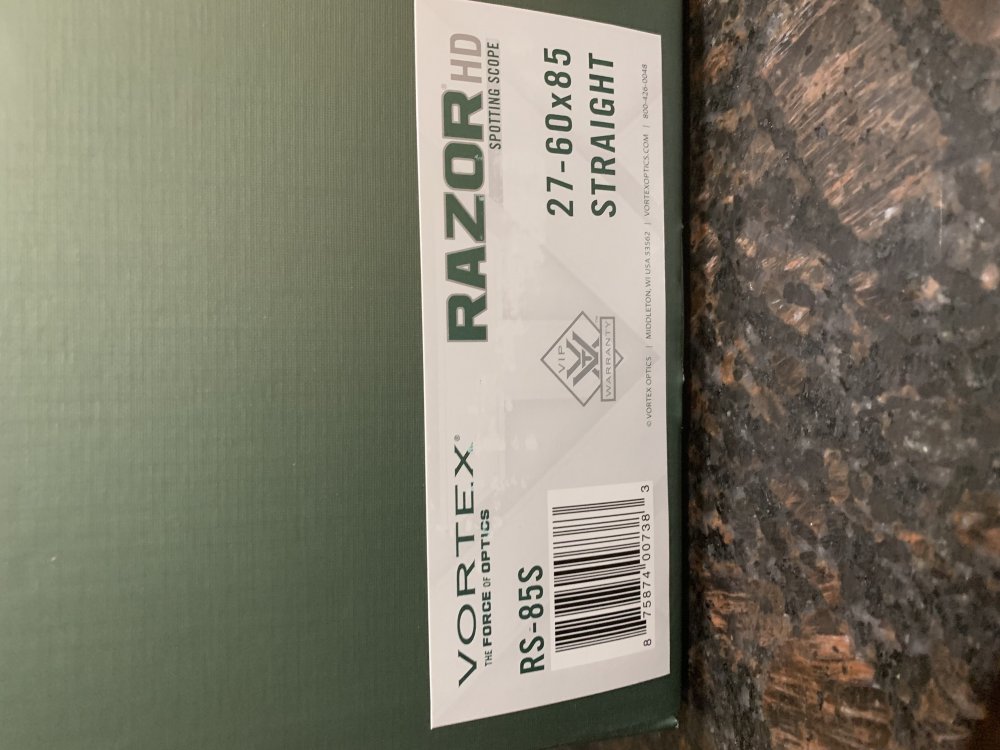 VORTEX®
THE FORCE OF OPTICS
RAZOR® HD
SPOTTING SCOPE
RS-85S
8 75874 00738 3
VIP
WARRANTY™
27-60x85
STRAIGHT
© VORTEX OPTICS | MIDDLETON, WI USA 53562 | VORTEXOPTICS.COM | 800-426-0048